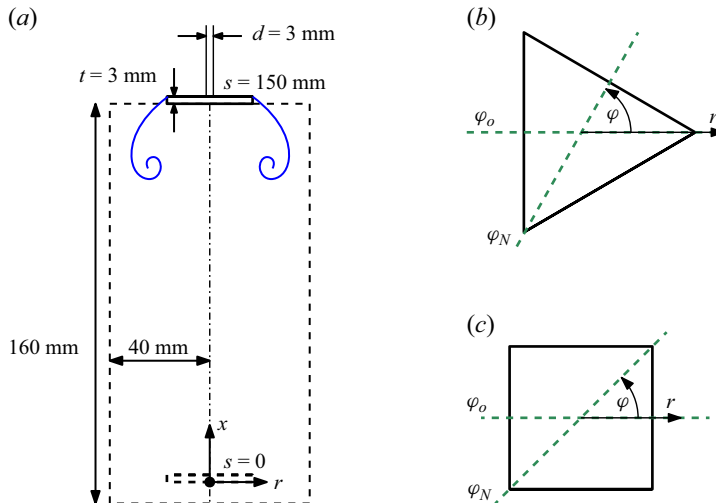 (a)
d = 3 mm
t = 3 mm
s = 150 mm
160 mm
40 mm
x
s = 0
r
(b)
φo
φ
r
φN
(c)
φo
φ
r
φN